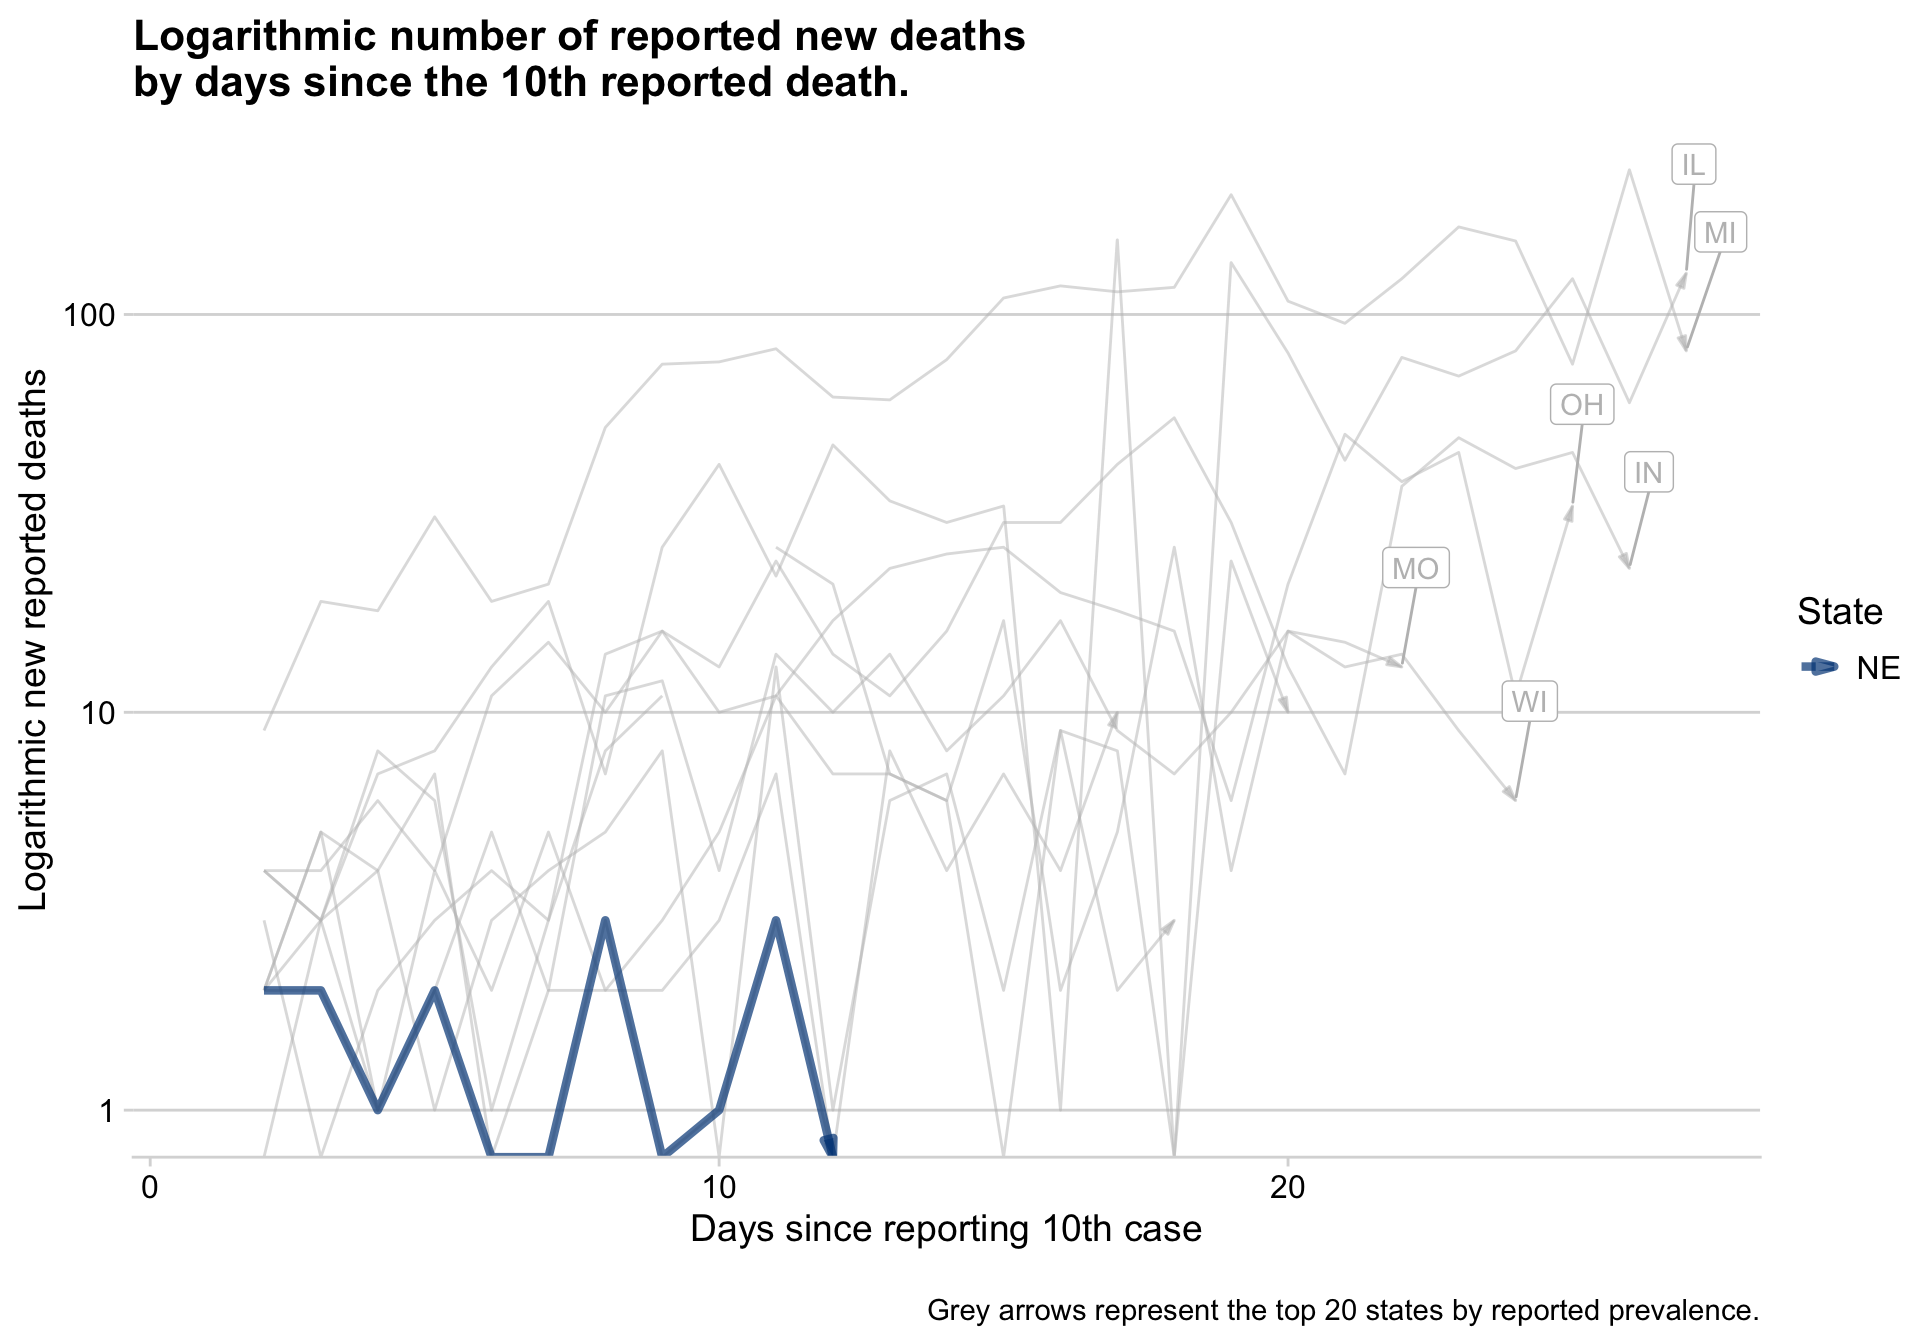 Logarithmic number of reported new deaths
by days since the 10th reported death.
IL
MI
100
OH
IN
MO
WI
10
1
Logarithmic new reported deaths
State
NE
0
10
20
Days since reporting 10th case
Grey arrows represent the top 20 states by reported prevalence.